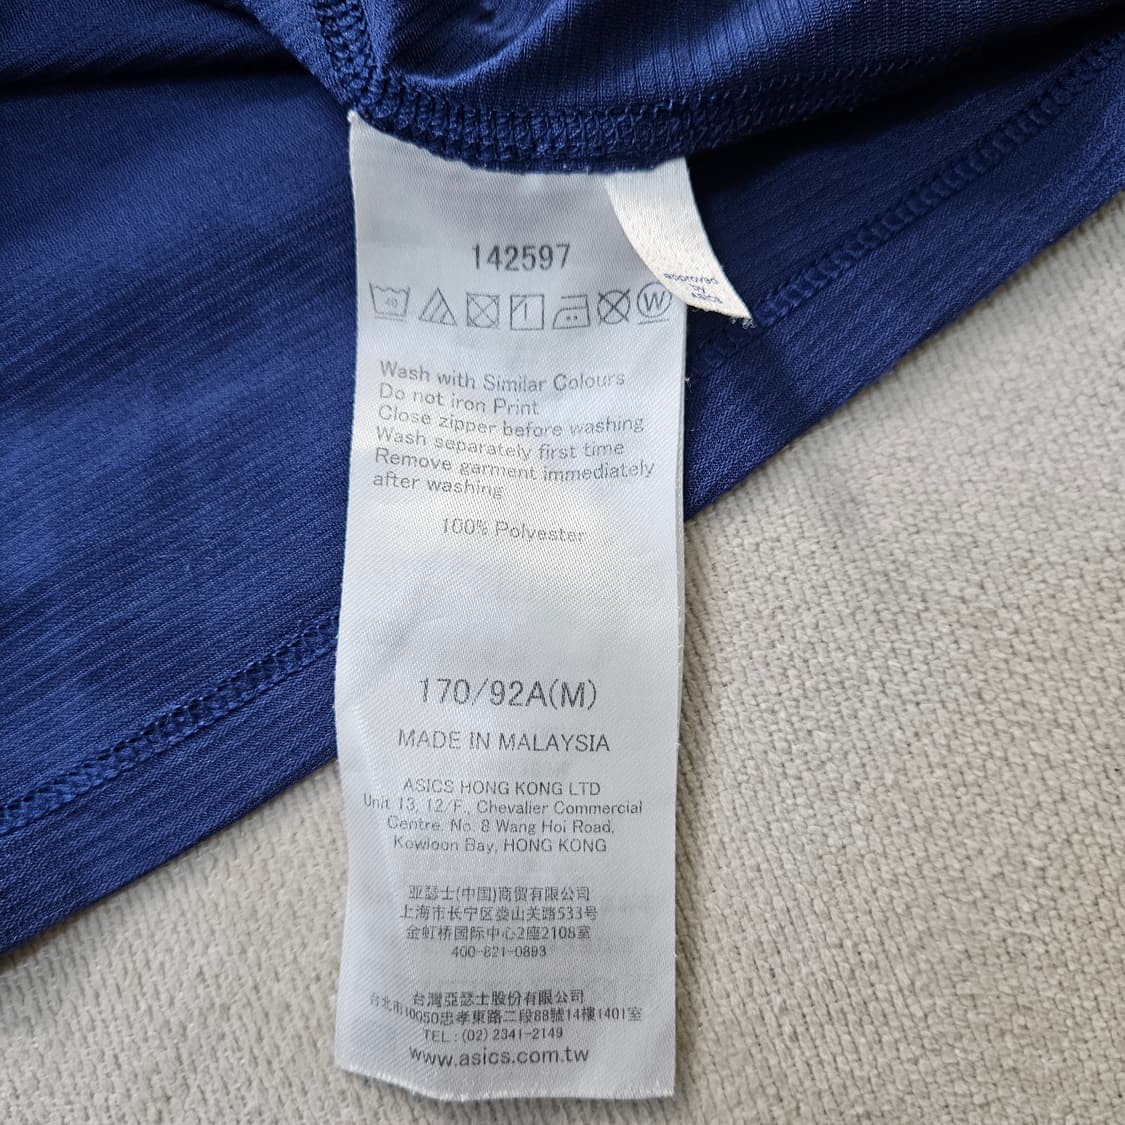 142597
40
W
approved
by
ASICS
Wash with Similar Colours
Do not iron Print
Close zipper before washing
Wash separately first time
Remove garment immediately
after washing
100% Polyester
170/92A(M)
MADE IN MALAYSIA
ASICS HONG KONG LTD
Unit 13, 12/F., Chevalier Commercial
Centre. No. 8 Wang Hoi Road,
Kowloon Bay, HONG KONG
亚瑟士(中国)商贸有限公司
上海市长宁区娄山关路533号
金虹桥国际中心2座2108室
400-821-0893
台灣亞瑟士股份有限公司
台北市10050忠孝東路二段88號14樓1401室
TEL : (02) 2341-2149
www.asics.com.tw